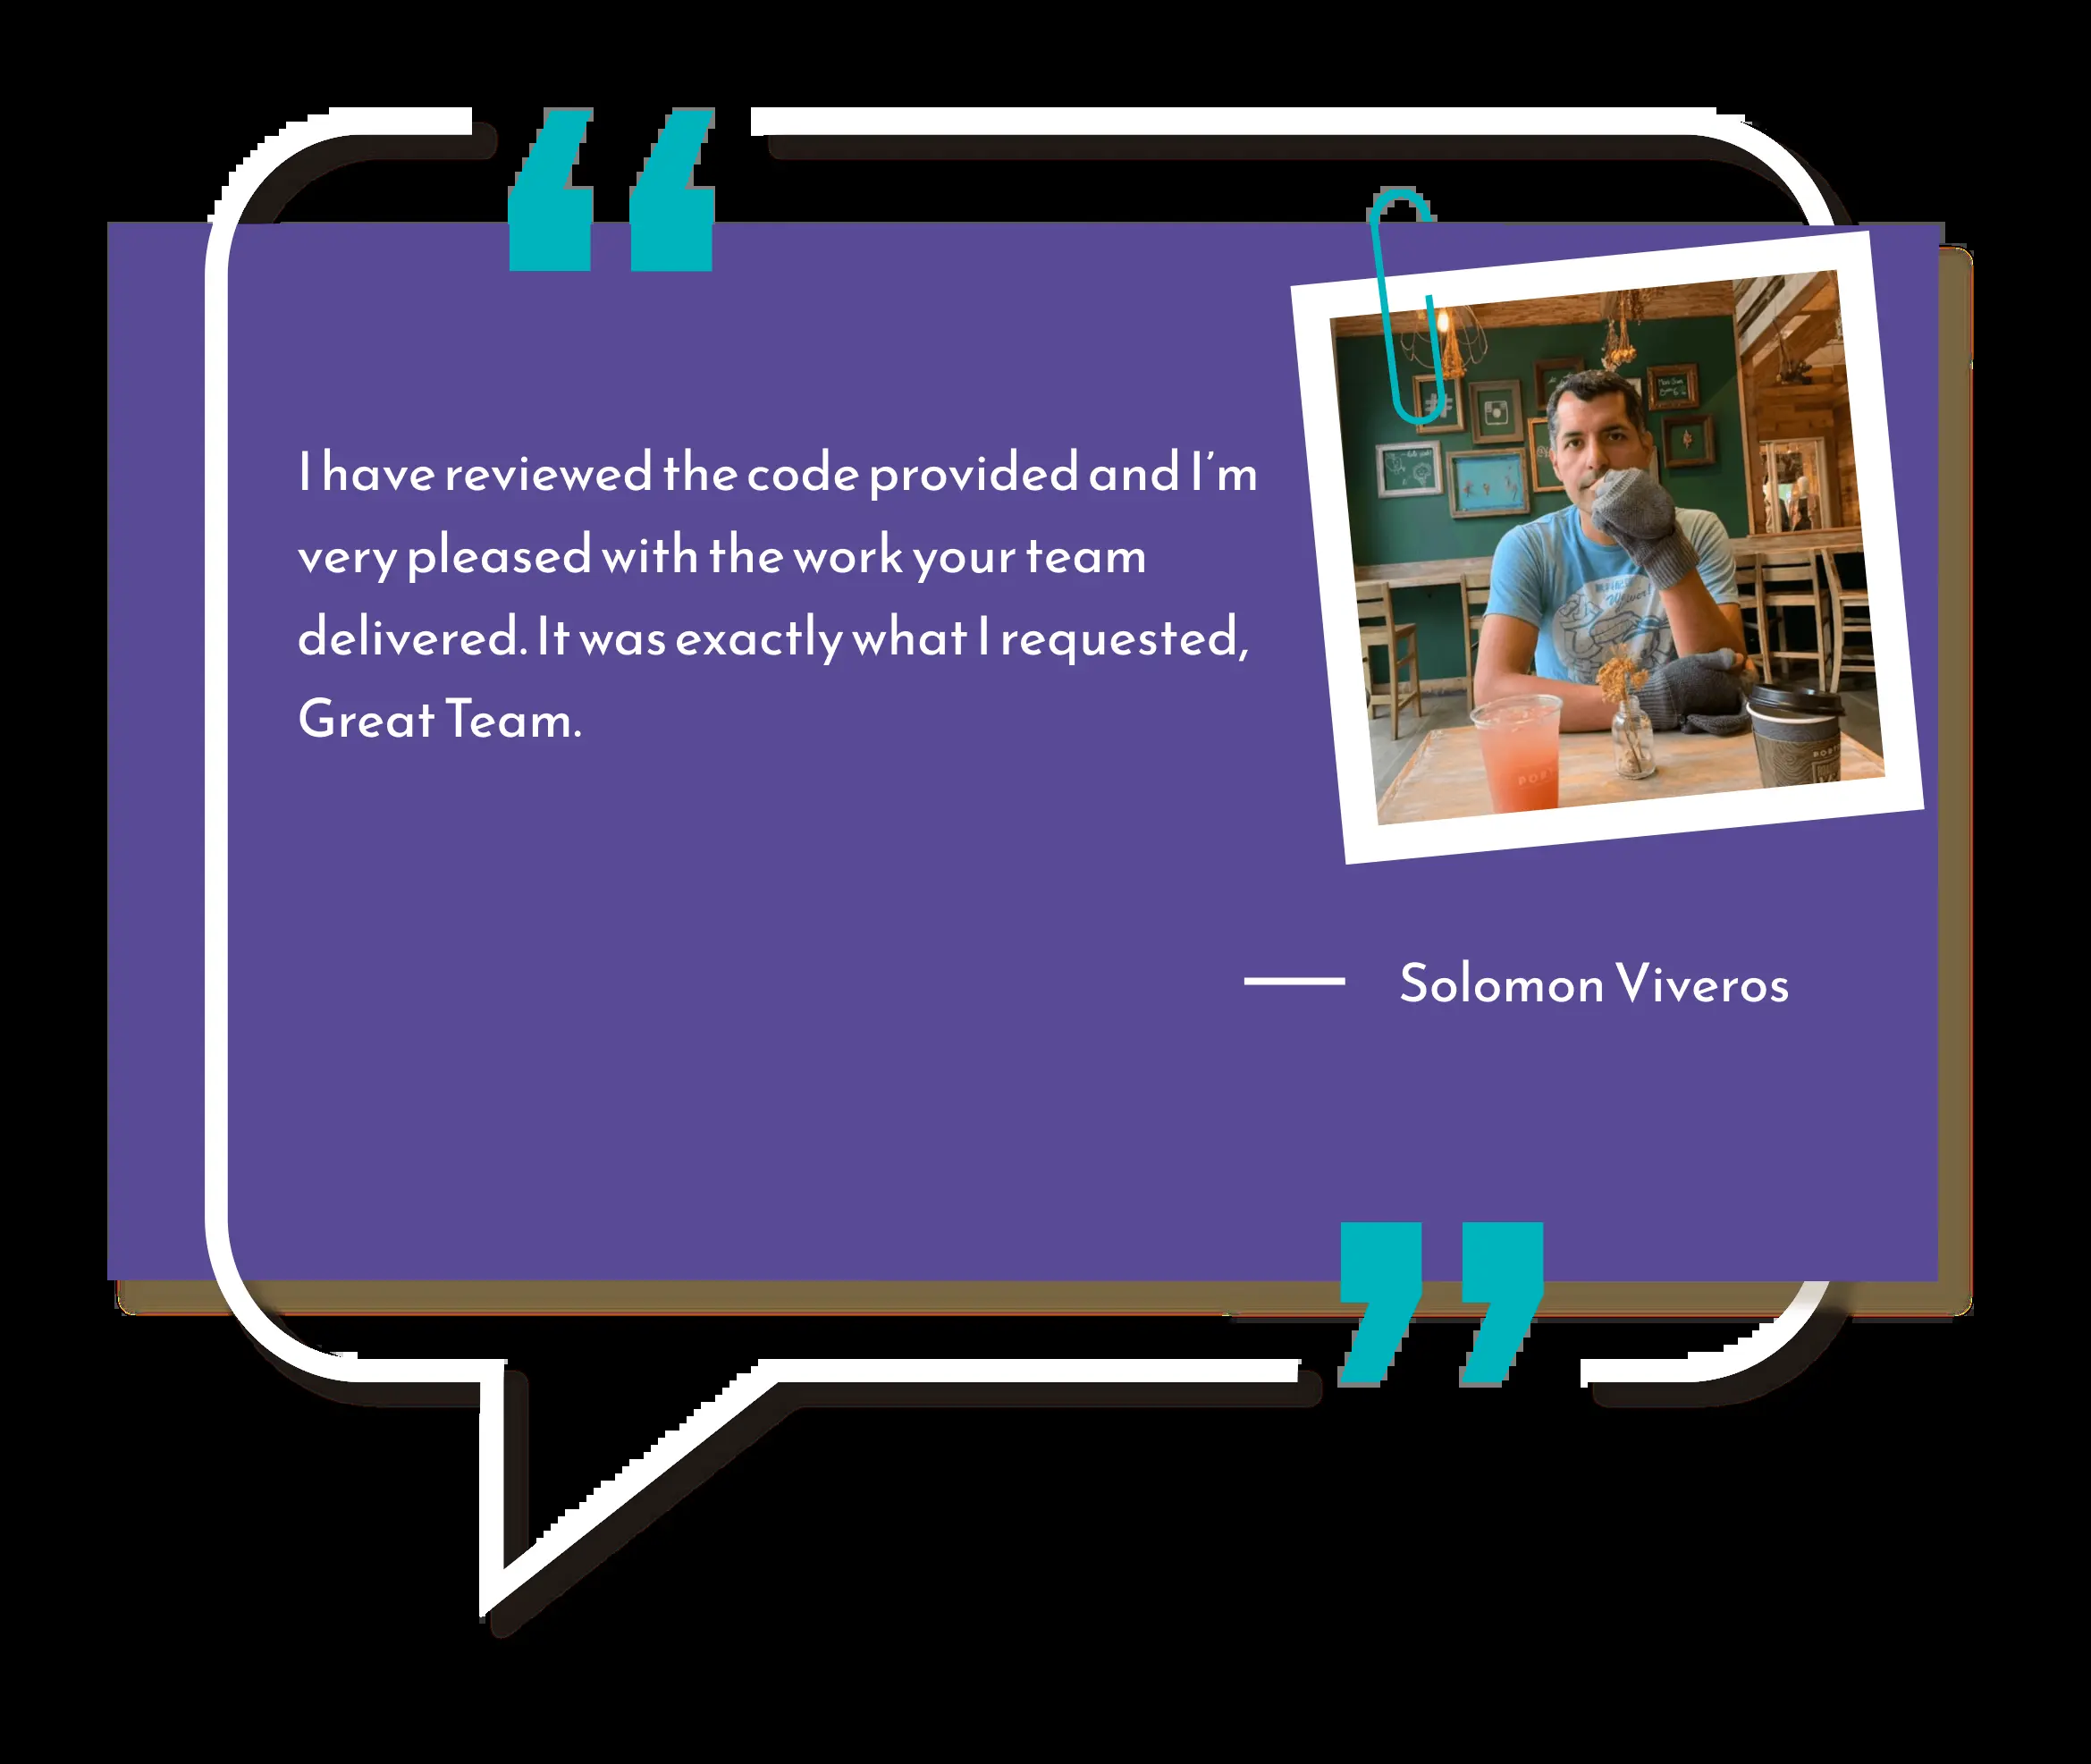 I have reviewed the code provided and I’m
very pleased with the work your team
delivered. It was exactly what I requested,
Great Team.
— Solomon Viveros